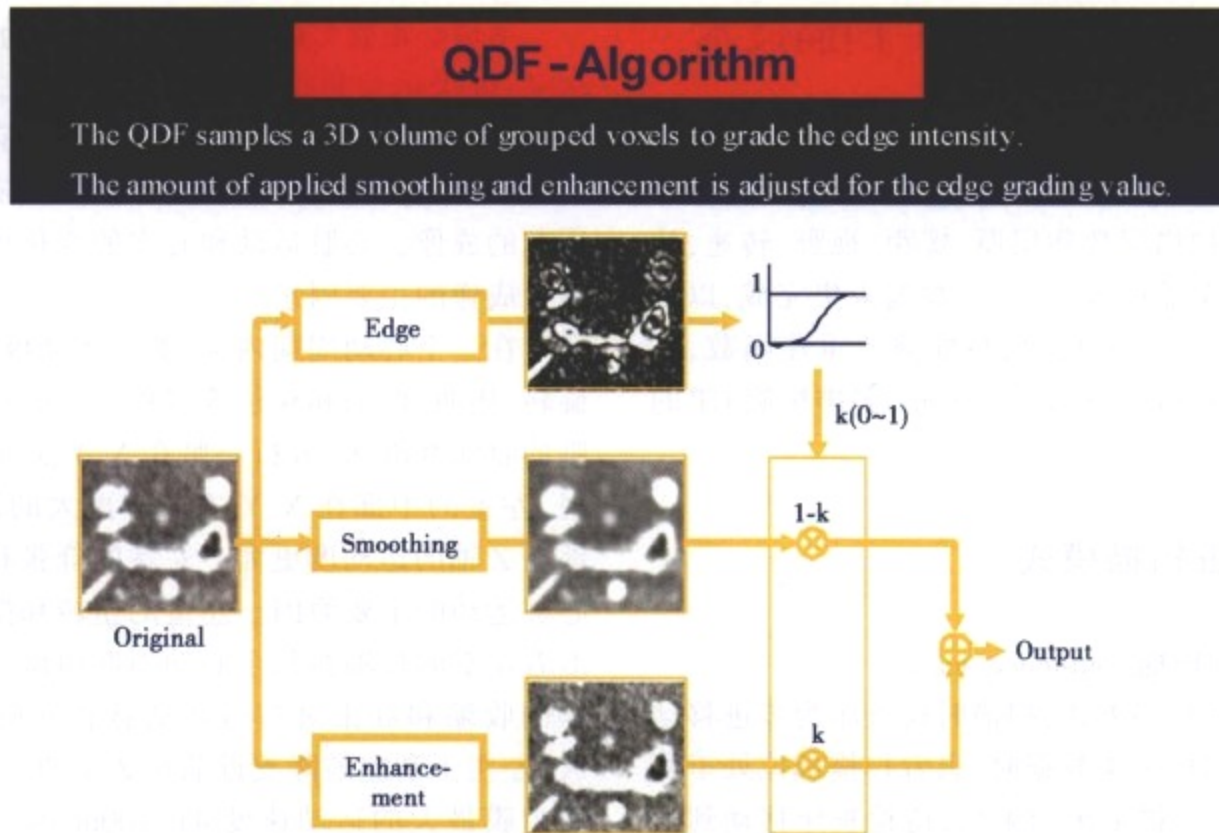 QDF-Algorithm
The QDF samples a 3D volume of grouped voxels to grade the edge intensity.
The amount of applied smoothing and enhancement is adjusted for the edge grading value.
Edge
1
0
k(0~1)
Original
Smoothing
1-k
Output
Enhance-
ment
k